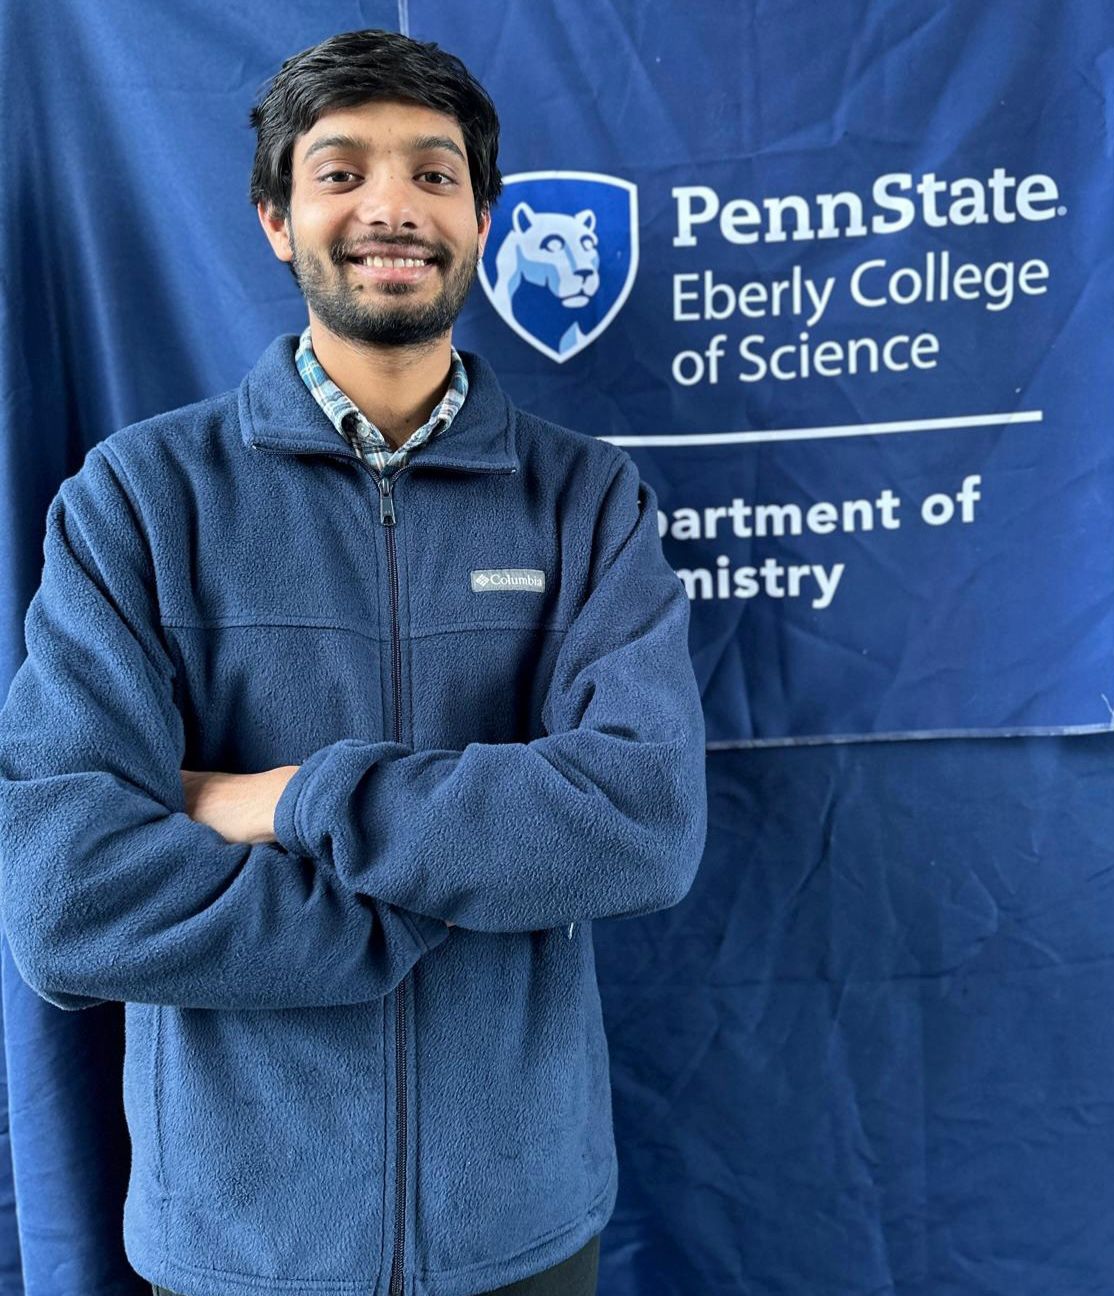 PennState
Eberly College
of Science
partment of
mistry
Columbia